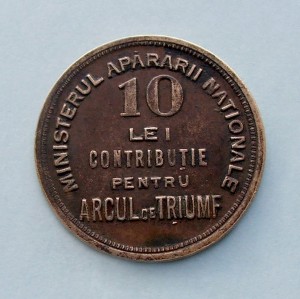 MINISTERUL APARARII NATIONALE
10
LEI
CONTRIBUTIE
PENTRU
ARCUL DE TRIUMF